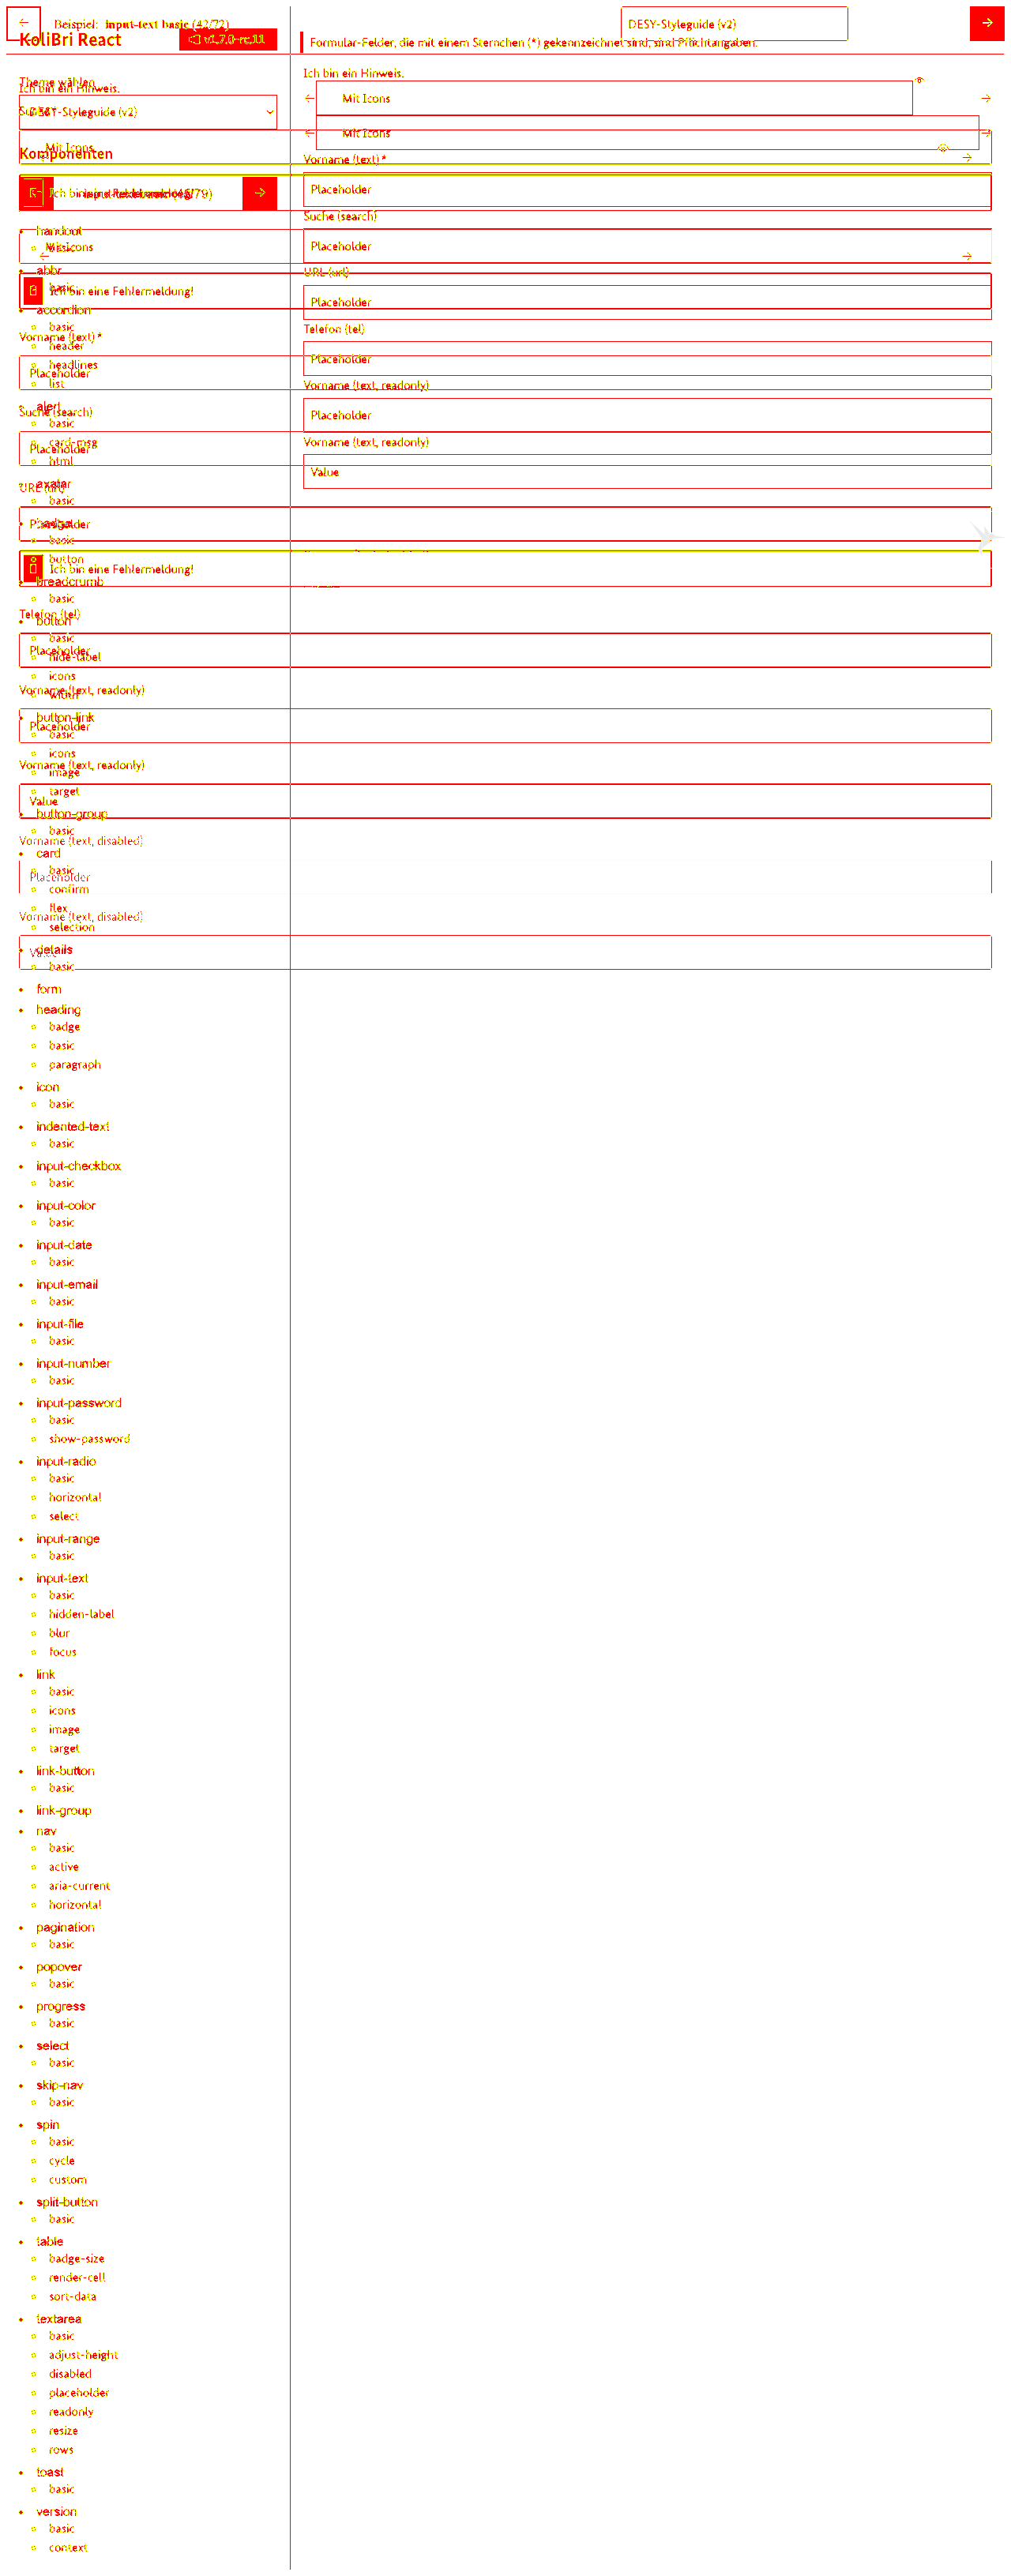 Beispiel: input-text basic (42/72)
DESY-Styleguide (v2)
KoliBri React
v1.7.0-rc.11
Formular-Felder, die mit einem Sternchen (*) gekennzeichnet sind, sind Pflichtangaben.
Ich bin ein Hinweis.
Theme wählen
Ich bin ein Hinweis.
Mit Icons
DESY-Styleguide (v2)
Mit Icons
Mit Icons
Komponenten
Vorname (text) *
Placeholder
Suche (search)
handout
Mit Icons
Placeholder
abbr
URL (url)
basic
Ich bin eine Fehlermeldung!
Placeholder
accordion
basic
Telefon (tel)
Vorname (text) *
header
Placeholder
headlines
Placeholder
list
Vorname (text, readonly)
alert
Suche (search)
Placeholder
basic
card-msg
Vorname (text, readonly)
Placeholder
html
Value
avatar
URL (url)
basic
badge
Placeholder
basic
button
Ich bin eine Fehlermeldung!
breadcrumb
basic
Telefon (tel)
button
basic
Placeholder
hide-label
icons
Vorname (text, readonly)
width
button-link
Placeholder
basic
icons
Vorname (text, readonly)
image
target
Value
button-group
basic
Vorname (text, disabled)
card
basic
Placeholder
confirm
flex
Vorname (text, disabled)
selection
details
Value
basic
form
heading
badge
basic
paragraph
icon
basic
indented-text
basic
input-checkbox
basic
input-color
basic
input-date
basic
input-email
basic
input-file
basic
input-number
basic
input-password
basic
show-password
input-radio
basic
horizontal
select
input-range
basic
input-text
basic
hidden-label
blur
focus
link
basic
icons
image
target
link-button
basic
link-group
nav
basic
active
aria-current
horizontal
pagination
basic
popover
basic
progress
basic
select
basic
skip-nav
basic
spin
basic
cycle
custom
split-button
basic
table
badge-size
render-cell
sort-data
textarea
basic
adjust-height
disabled
placeholder
readonly
resize
rows
toast
basic
version
basic
context